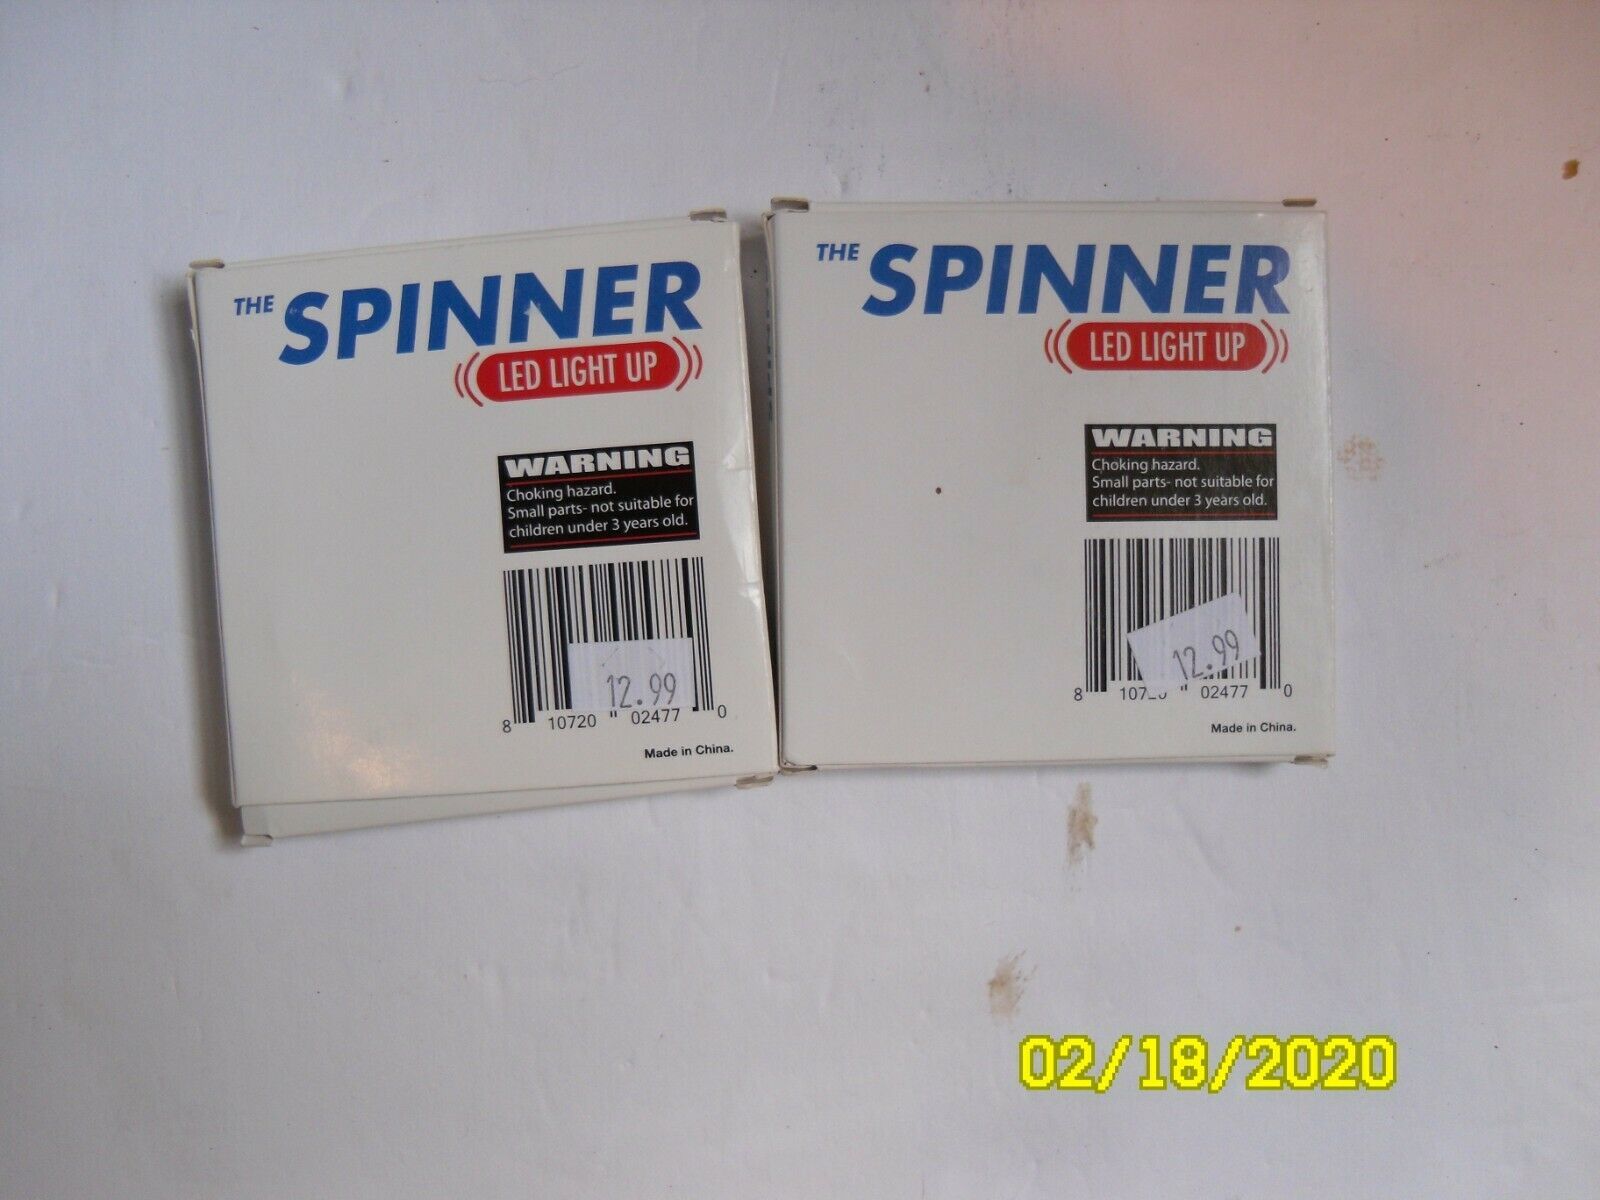 THE SPINNER
LED LIGHT UP
WARNING
Choking hazard.
Small parts- not suitable for
children under 3 years old.
12.99
8 10720 02477 0
Made in China.
THE SPINNER
LED LIGHT UP
WARNING
Choking hazard.
Small parts- not suitable for
children under 3 years old.
12.99
8 02477 0
Made in China.
02/18/2020